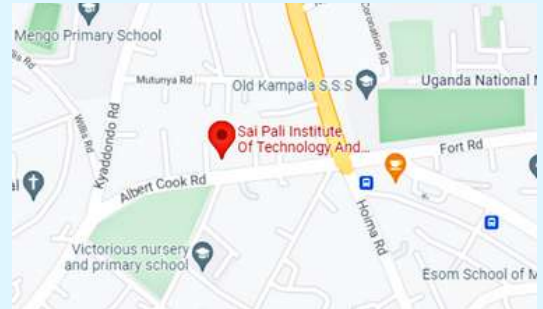 Mengo Primary School
Coronation Rd
Mutunya Rd
Old Kampala S.S.S
Uganda National
Willis Rd
Kyaddondo Rd
Sai Pali Institute
Of Technology And...
Fort Rd
Albert Cook Rd
Hoima Rd
Victorious nursery
and primary school
Esom School of M